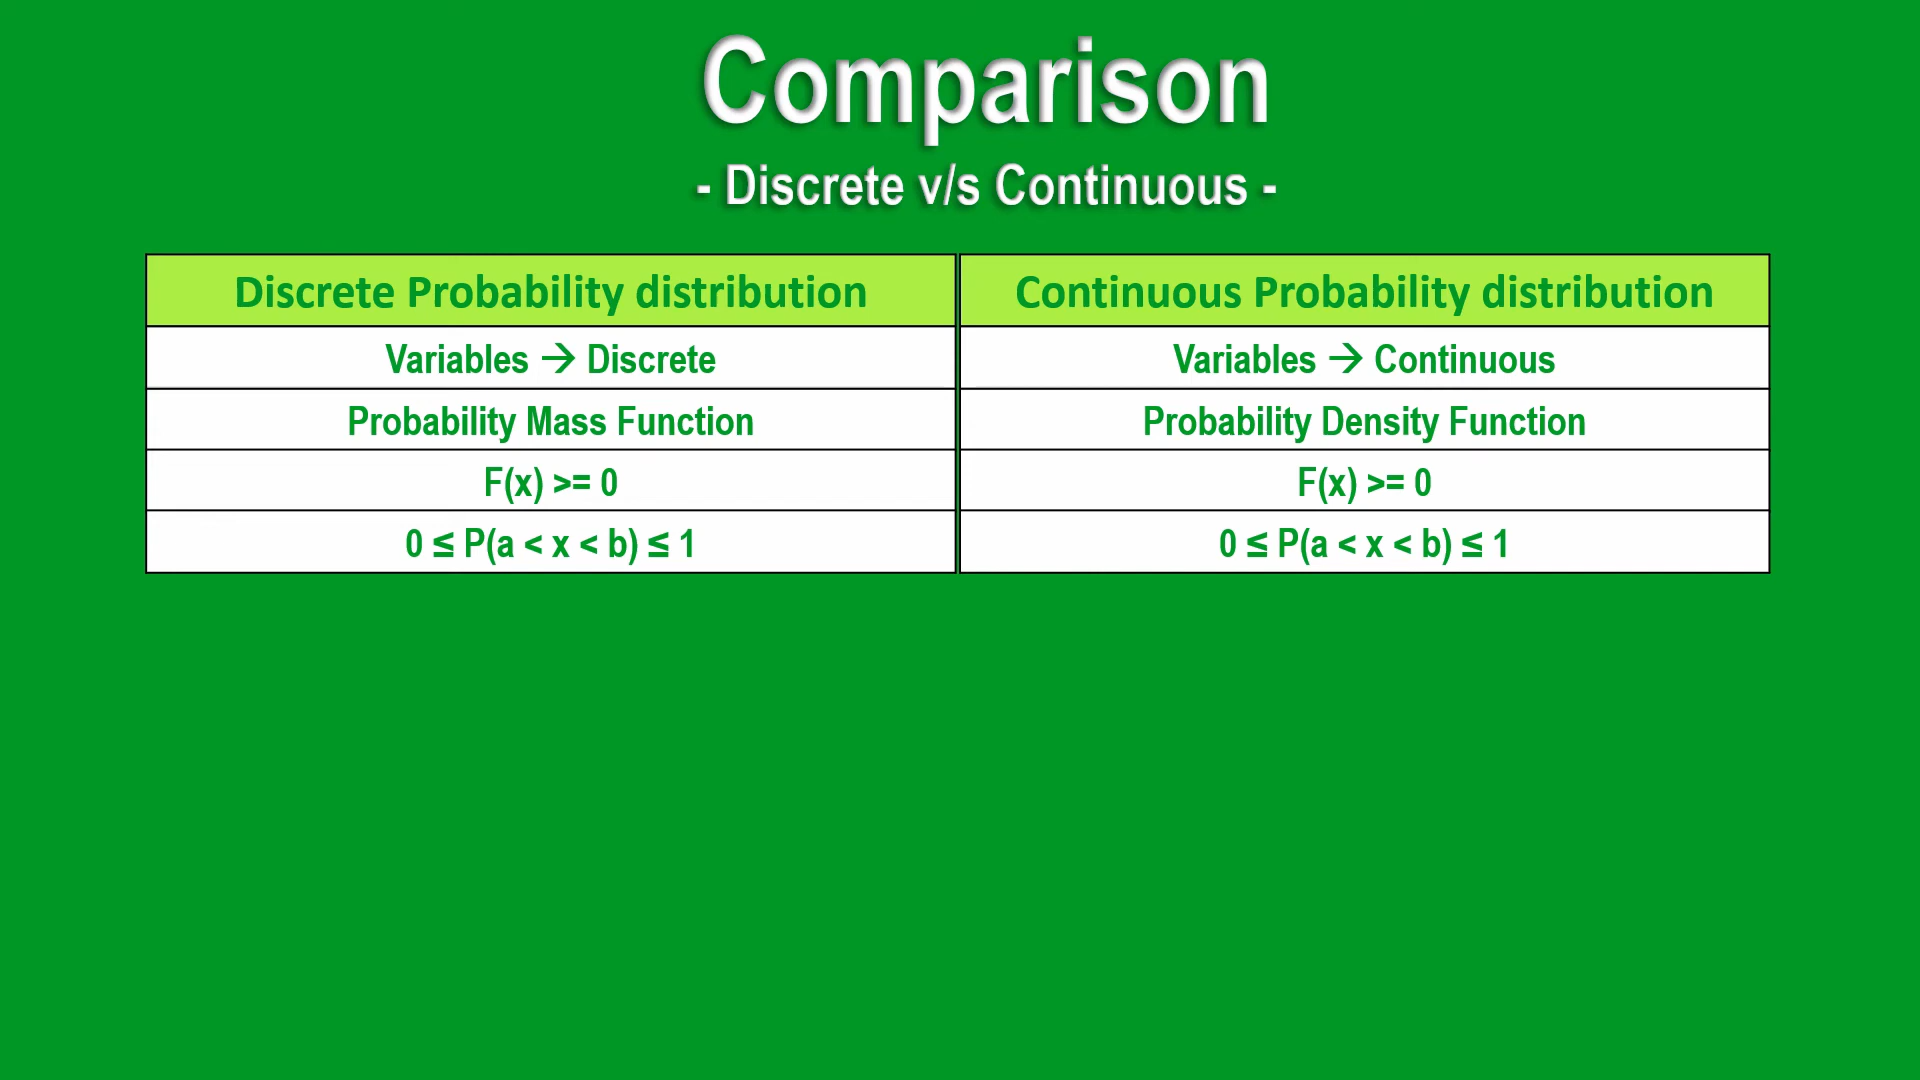 Comparison
- Discrete v/s Continuous -
Discrete Probability distribution
Continuous Probability distribution
Variables → Discrete
Variables → Continuous
Probability Mass Function
Probability Density Function
F(x) >= 0
F(x) >= 0
0 ≤ P(a < x < b) ≤ 1
0 ≤ P(a < x < b) ≤ 1